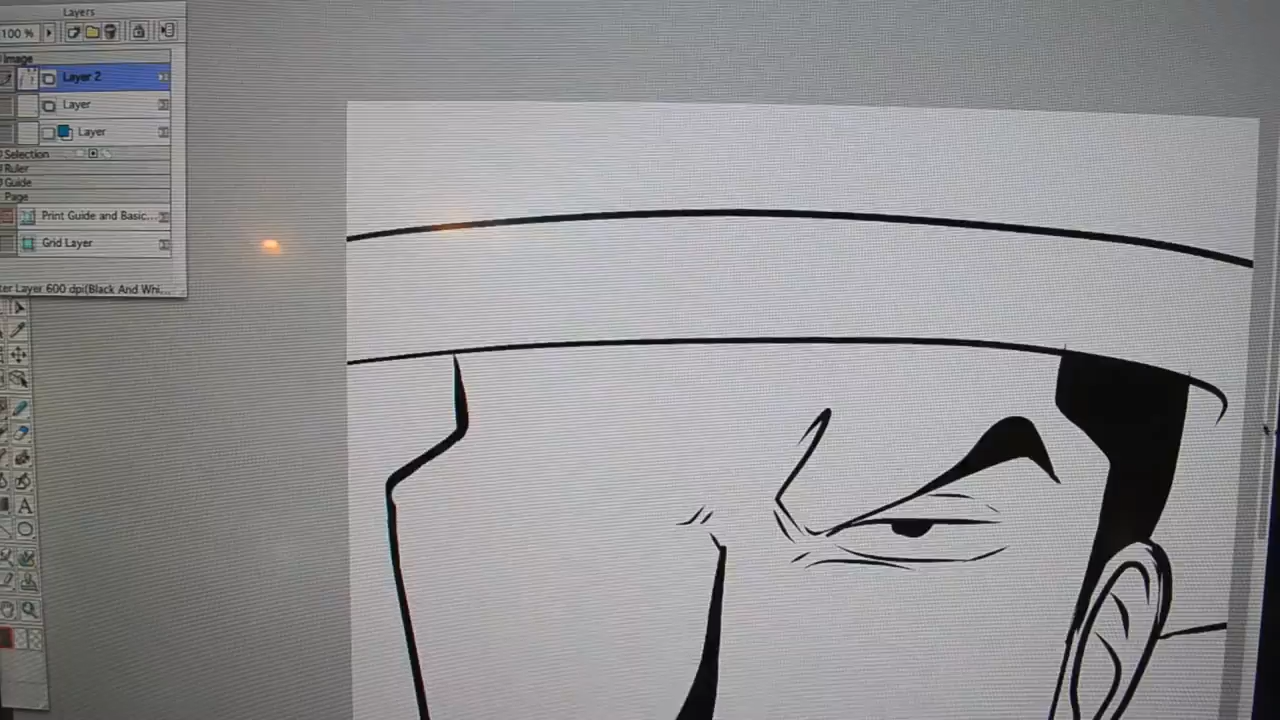 Layers
100 %
Image
Layer 2
Layer
Layer
Selection
Ruler
Guide
Page
Print Guide and Basic...
Grid Layer
ter Layer 600 dpi(Black And Whi...
A